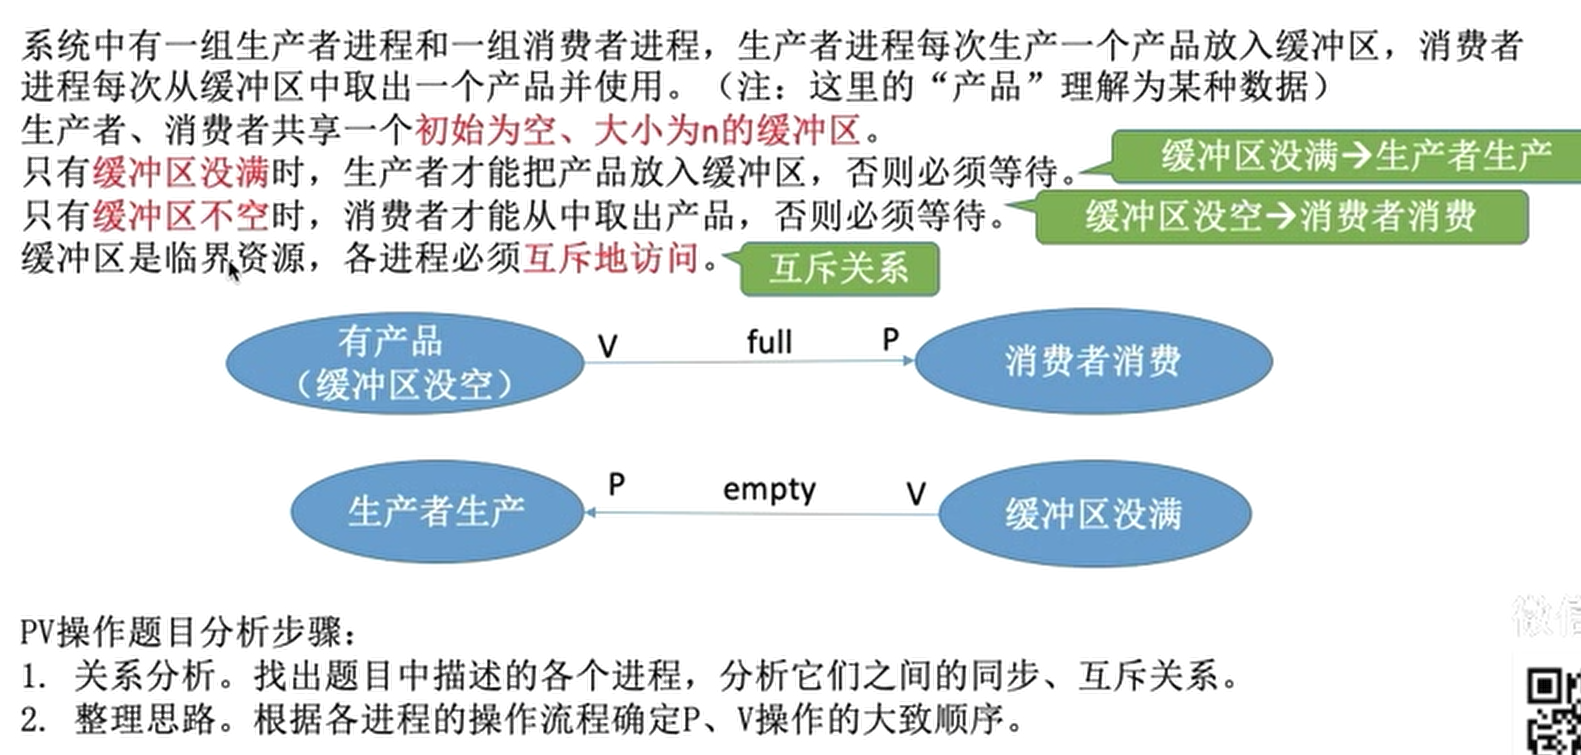 系统中有一组生产者进程和一组消费者进程，生产者进程每次生产一个产品放入缓冲区，消费者
进程每次从缓冲区中取出一个产品并使用。（注：这里的“产品”理解为某种数据）
生产者、消费者共享一个初始为空、大小为n的缓冲区。
只有缓冲区没满时，生产者才能把产品放入缓冲区，否则必须等待。
缓冲区没满→生产者生产
只有缓冲区不空时，消费者才能从中取出产品，否则必须等待。
缓冲区没空→消费者消费
缓冲区是临界资源，各进程必须互斥地访问。
互斥关系
有产品
（缓冲区没空）
V
full
P
消费者消费
生产者生产
P
empty
V
缓冲区没满
PV操作题目分析步骤：
1. 关系分析。找出题目中描述的各个进程，分析它们之间的同步、互斥关系。
2. 整理思路。根据各进程的操作流程确定P、V操作的大致顺序。
微信